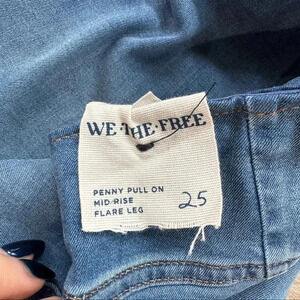 WE THE FREE
PENNY PULL ON
MID-RISE
FLARE LEG
25